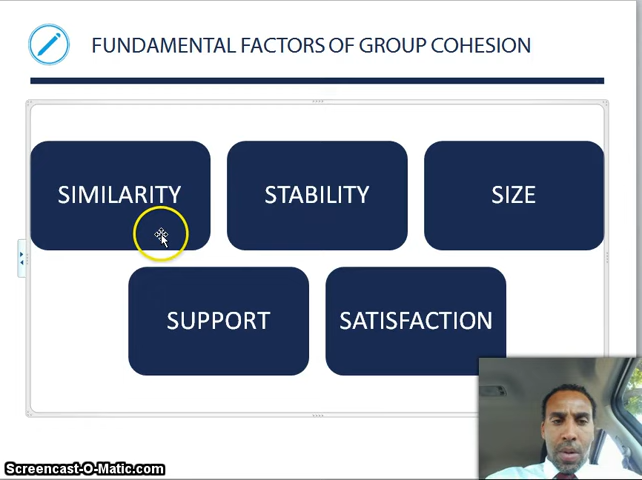 FUNDAMENTAL FACTORS OF GROUP COHESION
SIMILARITY
STABILITY
SIZE
SUPPORT
SATISFACTION
Screencast-O-Matic.com